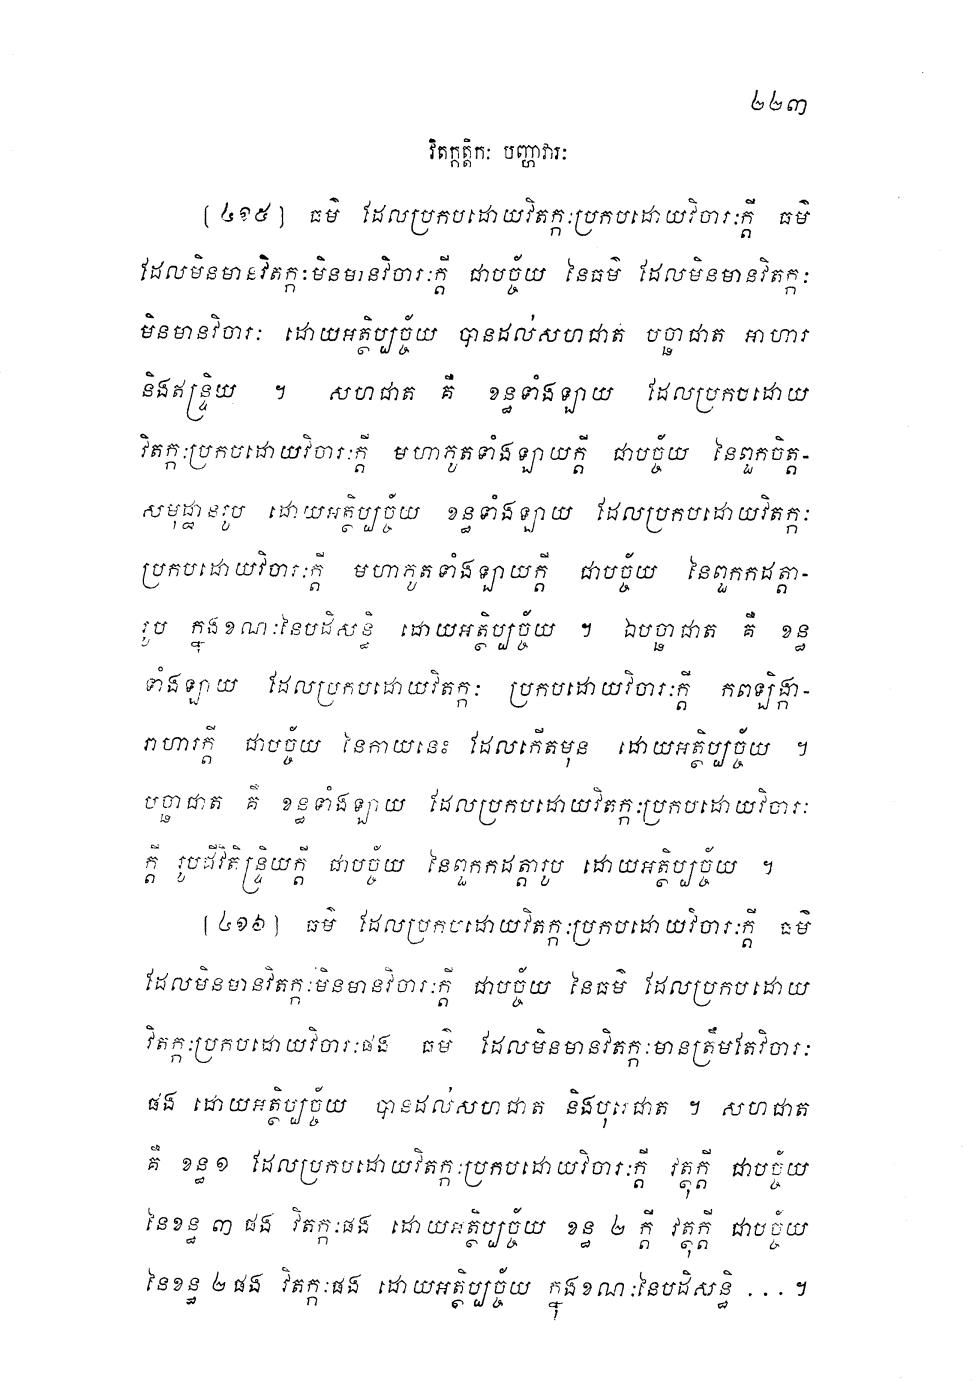 ២២៣
វិតក្កត្តិកៈ បញ្ហាវារៈ
(៤១៥) ធម៌ ដែលប្រកបដោយវិតក្កៈប្រកបដោយវិចារៈក្តី ធម៌
ដែលមិនមានវិតក្កៈមិនមានវិចារៈក្តី ជាបច្ច័យ នៃធម៌ ដែលមិនមានវិតក្កៈ
មិនមានវិចារៈ ដោយអត្ថិប្បច្ច័យ បានដល់សហជាត បច្ឆាជាត អាហារ
និងឥន្ទ្រិយ ។ សហជាត គឺ ខន្ធទាំងឡាយ ដែលប្រកបដោយ
វិតក្កៈប្រកបដោយវិចារៈក្តី មហាភូតទាំងឡាយក្តី ជាបច្ច័យ នៃពួកចិត្ត-
សមុដ្ឋានរូប ដោយអត្ថិប្បច្ច័យ ខន្ធទាំងឡាយ ដែលប្រកបដោយវិតក្កៈ
ប្រកបដោយវិចារៈក្តី មហាភូតទាំងឡាយក្តី ជាបច្ច័យ នៃពួកកដត្តា-
រូប ក្នុងខណៈនៃបដិសន្ធិ ដោយអត្ថិប្បច្ច័យ ។ ឯបច្ឆាជាត គឺ ខន្ធ
ទាំងឡាយ ដែលប្រកបដោយវិតក្កៈ ប្រកបដោយវិចារៈក្តី កពឡិង្ការ-
រាហារក្តី ជាបច្ច័យ នៃកាយនេះ ដែលកើតមុន ដោយអត្ថិប្បច្ច័យ ។
បច្ឆាជាត គឺ ខន្ធទាំងឡាយ ដែលប្រកបដោយវិតក្កៈប្រកបដោយវិចារៈ
ក្តី រូបជីវិតិន្ទ្រិយក្តី ជាបច្ច័យ នៃពួកកដត្តារូប ដោយអត្ថិប្បច្ច័យ ។
(៤១៦) ធម៌ ដែលប្រកបដោយវិតក្កៈប្រកបដោយវិចារៈក្តី ធម៌
ដែលមិនមានវិតក្កៈមិនមានវិចារៈក្តី ជាបច្ច័យ នៃធម៌ ដែលប្រកបដោយ
វិតក្កៈប្រកបដោយវិចារៈផង ធម៌ ដែលមិនមានវិតក្កៈមានត្រឹមតែវិចារៈ
ផង ដោយអត្ថិប្បច្ច័យ បានដល់សហជាត និងបុរេជាត ។ សហជាត
គឺ ខន្ធ១ ដែលប្រកបដោយវិតក្កៈប្រកបដោយវិចារៈក្តី វត្ថុក្តី ជាបច្ច័យ
នៃខន្ធ ៣ ផង វិតក្កៈផង ដោយអត្ថិប្បច្ច័យ ខន្ធ ២ ក្តី វត្ថុក្តី ជាបច្ច័យ
នៃខន្ធ ២ ផង វិតក្កៈផង ដោយអត្ថិប្បច្ច័យ ក្នុងខណៈនៃបដិសន្ធិ ... ។